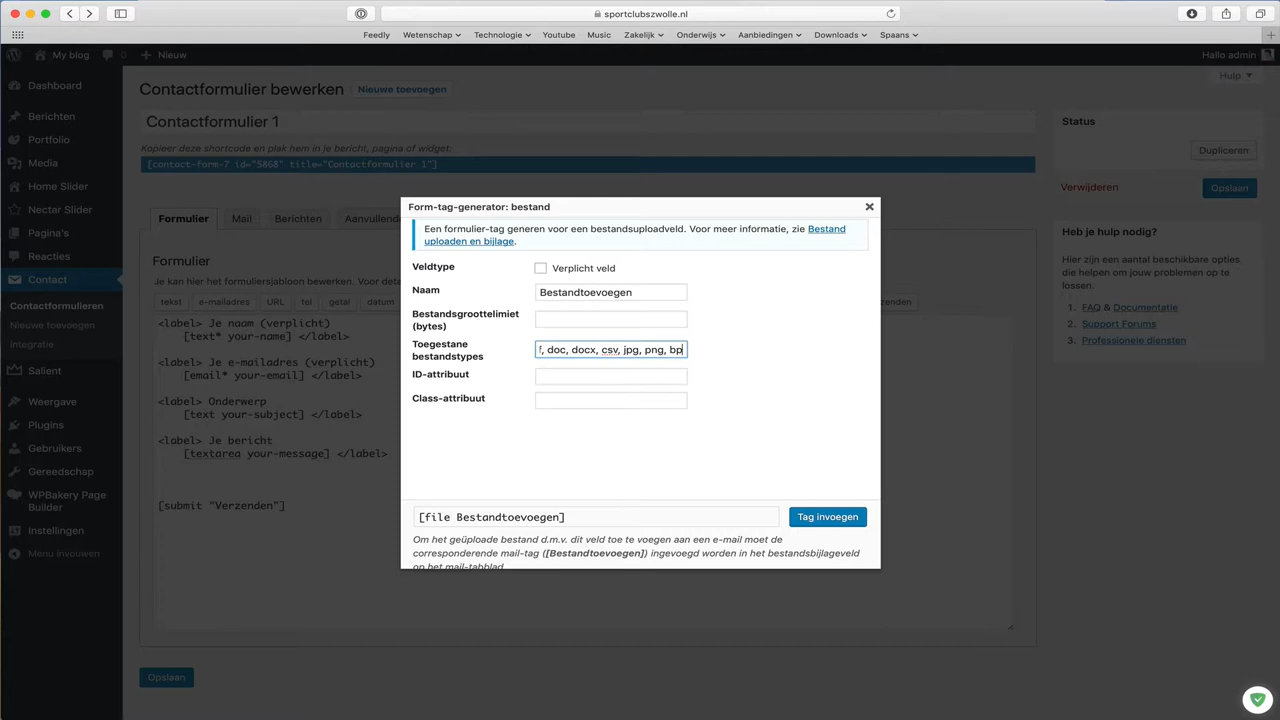 sportclubszwolle.nl
Feedly Wetenschap Technologie Youtube Music Zakelijk Onderwijs Aanbiedingen Downloads Spaans
My blog 0 Nieuw Hallo admin
Hulp
Dashboard
Berichten
Portfolio
Media
Home Slider
Nectar Slider
Pagina's
Reacties
Contact
Contactformulieren
Nieuwe toevoegen
Integratie
Salient
Weergave
Plugins
Gebruikers
Gereedschap
WPBakery Page
Builder
Instellingen
Menu invouwen
Contactformulier bewerken Nieuwe toevoegen
Contactformulier 1
Kopieer deze shortcode en plak hem in je bericht, pagina of widget:
[contact-form-7 id="5868" title="Contactformulier 1"]
Formulier Mail Berichten Aanvullende
Formulier
Je kan hier het formuliersjabloon bewerken. Voor deta
tekst e-mailadres URL tel getal datum zenden
<label> Je naam (verplicht)
[text* your-name] </label>
<label> Je e-mailadres (verplicht)
[email* your-email] </label>
<label> Onderwerp
[text your-subject] </label>
<label> Je bericht
[textarea your-message] </label>
[submit "Verzenden"]
Opslaan
Form-tag-generator: bestand
Een formulier-tag generen voor een bestandsuploadveld. Voor meer informatie, zie Bestand
uploaden en bijlage.
Veldtype Verplicht veld
Naam Bestandtoevoegen
Bestandsgroottelimiet
(bytes)
Toegestane
bestandstypes
f, doc, docx, csv, jpg, png, bp
ID-attribuut
Class-attribuut
[file Bestandtoevoegen] Tag invoegen
Om het geüploade bestand d.m.v. dit veld toe te voegen aan een e-mail moet de
corresponderende mail-tag ([Bestandtoevoegen]) ingevoegd worden in het bestandsbijlageveld
op het mail-tabblad
Status
Dupliceren
Verwijderen Opslaan
Heb je hulp nodig?
Hier zijn een aantal beschikbare opties
die helpen om jouw problemen op te
lossen.
1. FAQ & Documentatie
2. Support Forums
3. Professionele diensten